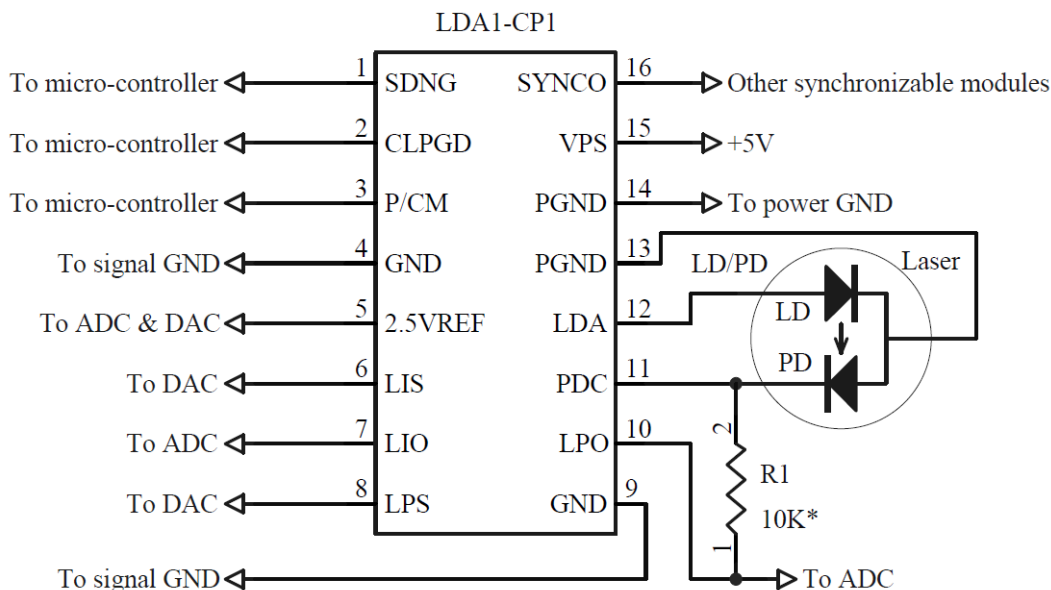 LDA1-CP1
To micro-controller 1 SDNG SYNCO 16 Other synchronizable modules
To micro-controller 2 CLPGD VPS 15 +5V
To micro-controller 3 P/CM PGND 14 To power GND
To signal GND 4 GND PGND 13 LD/PD Laser
To ADC & DAC 5 2.5VREF LDA 12 LD
To DAC 6 LIS PDC 11 PD
To ADC 7 LIO LPO 10 2 R1
To DAC 8 LPS GND 9 10K*
1
To signal GND To ADC